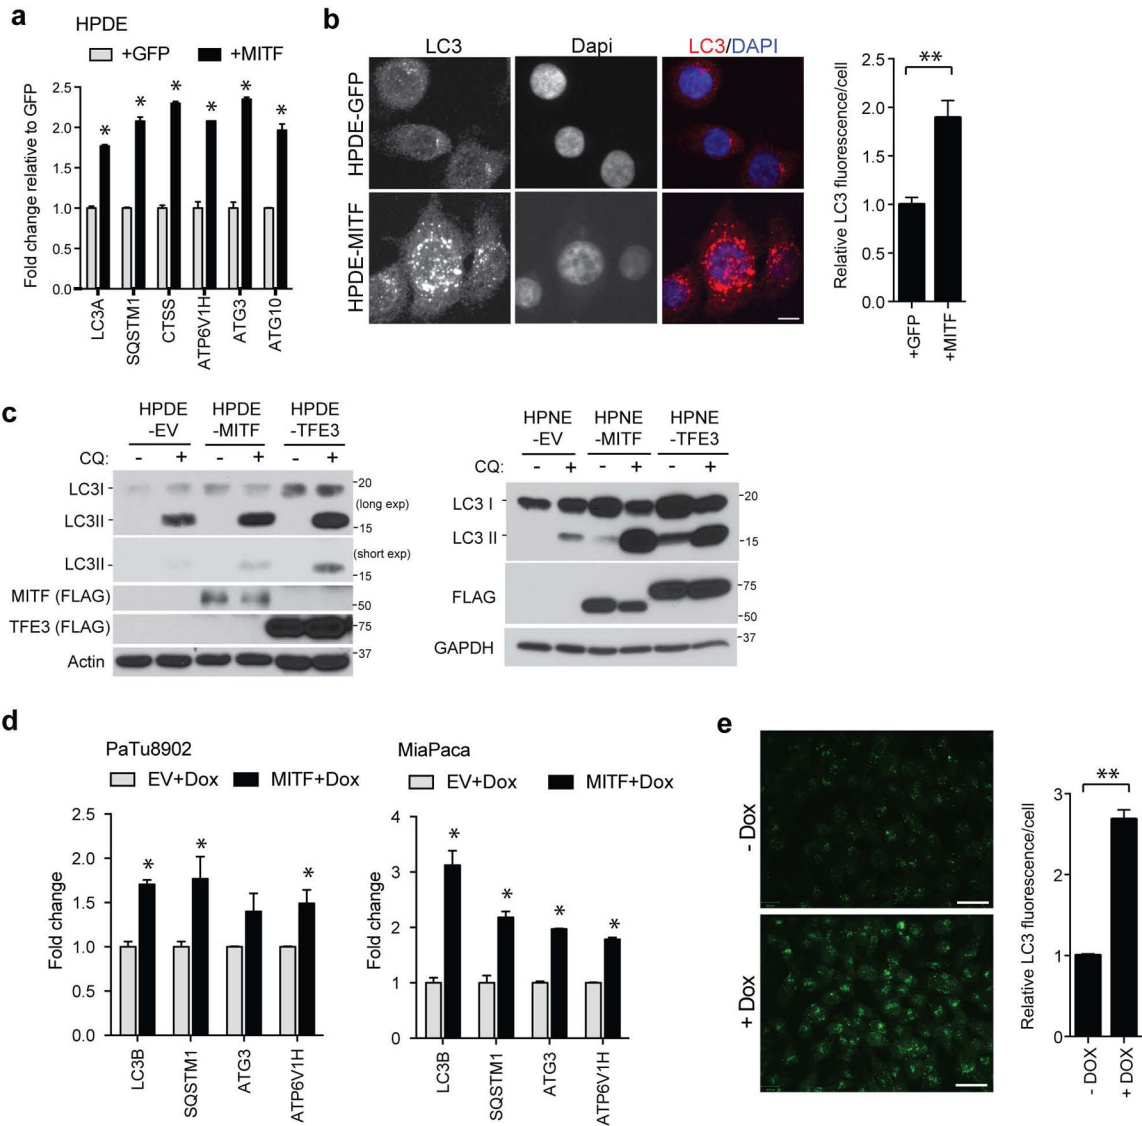 a
HPDE
+GFP +MITF
Fold change relative to GFP
2.5
2.0
1.5
1.0
0.5
0.0
* * * * * *
LC3A SQSTM1 CTSS ATP6V1H ATG3 ATG10
b
LC3 Dapi LC3/DAPI
HPDE-GFP
HPDE-MITF
Relative LC3 fluorescence/cell
2.5
2.0
1.5
1.0
0.5
0.0
**
+GFP +MITF
c
HPDE HPDE HPDE
-EV -MITF -TFE3
CQ: - + - + - +
LC3I- -20
(long exp)
LC3II- -15
(short exp)
LC3II- -15
MITF (FLAG) -50
TFE3 (FLAG) -75
Actin -37
HPNE HPNE HPNE
-EV -MITF -TFE3
CQ: - + - + - +
LC3 I - -20
LC3 II - -15
FLAG -75
-50
GAPDH -37
d
PaTu8902
EV+Dox MITF+Dox
Fold change
2.5
2.0
1.5
1.0
0.5
0.0
* * *
LC3B SQSTM1 ATG3 ATP6V1H
MiaPaca
EV+Dox MITF+Dox
Fold change
4
3
2
1
0
* * * *
LC3B SQSTM1 ATG3 ATP6V1H
e
- Dox
+ Dox
Relative LC3 fluorescence/cell
3
2
1
0
**
- DOX + DOX